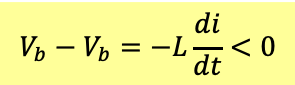 V_b − V_b = −L di/dt < 0